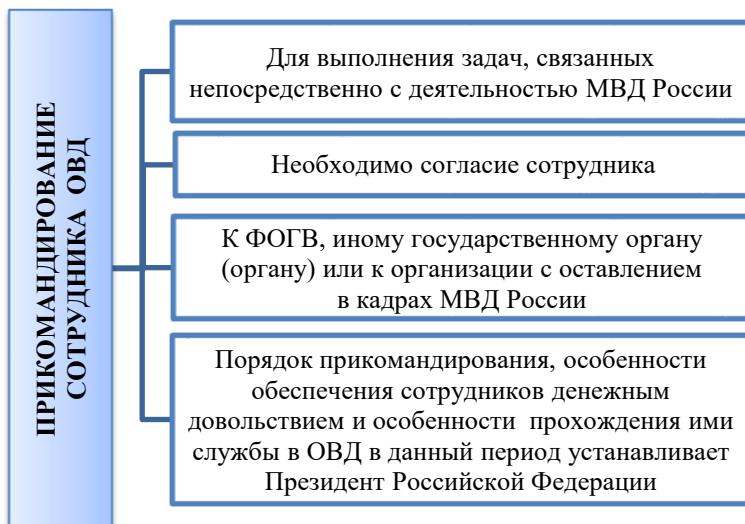 ПРИКОМАНДИРОВАНИЕ
СОТРУДНИКА ОВД
Для выполнения задач, связанных
непосредственно с деятельностью МВД России
Необходимо согласие сотрудника
К ФОГВ, иному государственному органу
(органу) или к организации с оставлением
в кадрах МВД России
Порядок прикомандирования, особенности
обеспечения сотрудников денежным
довольствием и особенности прохождения ими
службы в ОВД в данный период устанавливает
Президент Российской Федерации